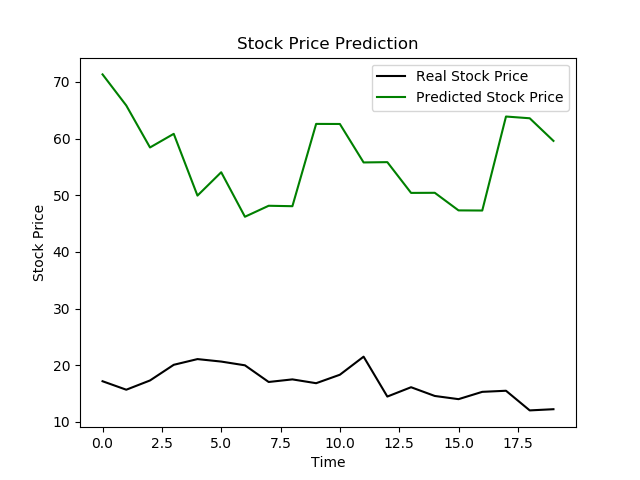 Stock Price Prediction
Real Stock Price
Predicted Stock Price
Stock Price
70
60
50
40
30
20
10
0.0 2.5 5.0 7.5 10.0 12.5 15.0 17.5
Time